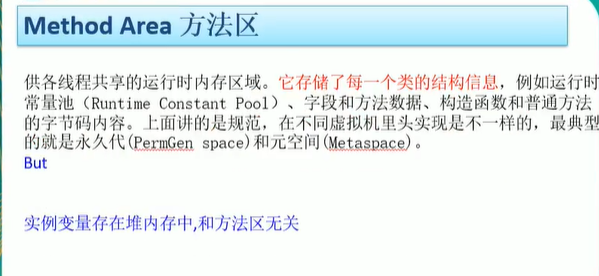 Method Area 方法区
供各线程共享的运行时内存区域。它存储了每一个类的结构信息，例如运行时
常量池（Runtime Constant Pool）、字段和方法数据、构造函数和普通方法
的字节码内容。上面讲的是规范，在不同虚拟机里头实现是不一样的，最典型
的就是永久代(PermGen space)和元空间(Metaspace)。
But
实例变量存在堆内存中,和方法区无关